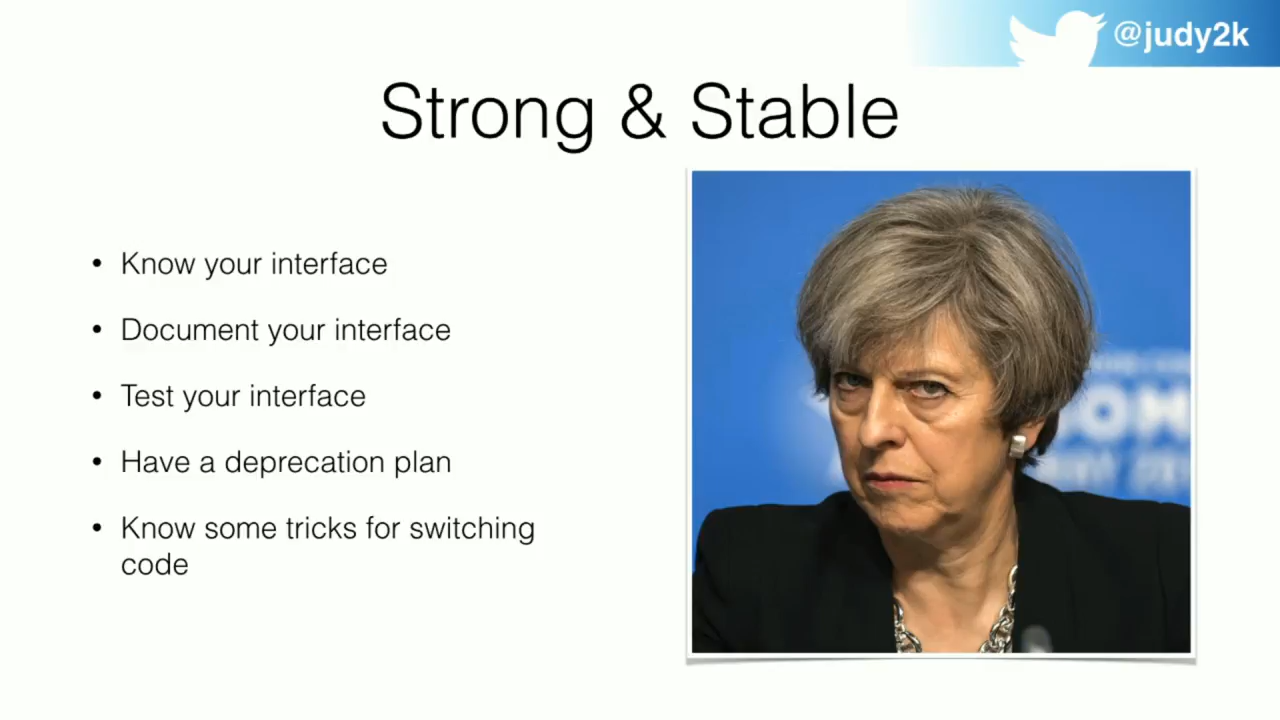 @judy2k
Strong & Stable
• Know your interface
• Document your interface
• Test your interface
• Have a deprecation plan
• Know some tricks for switching
code